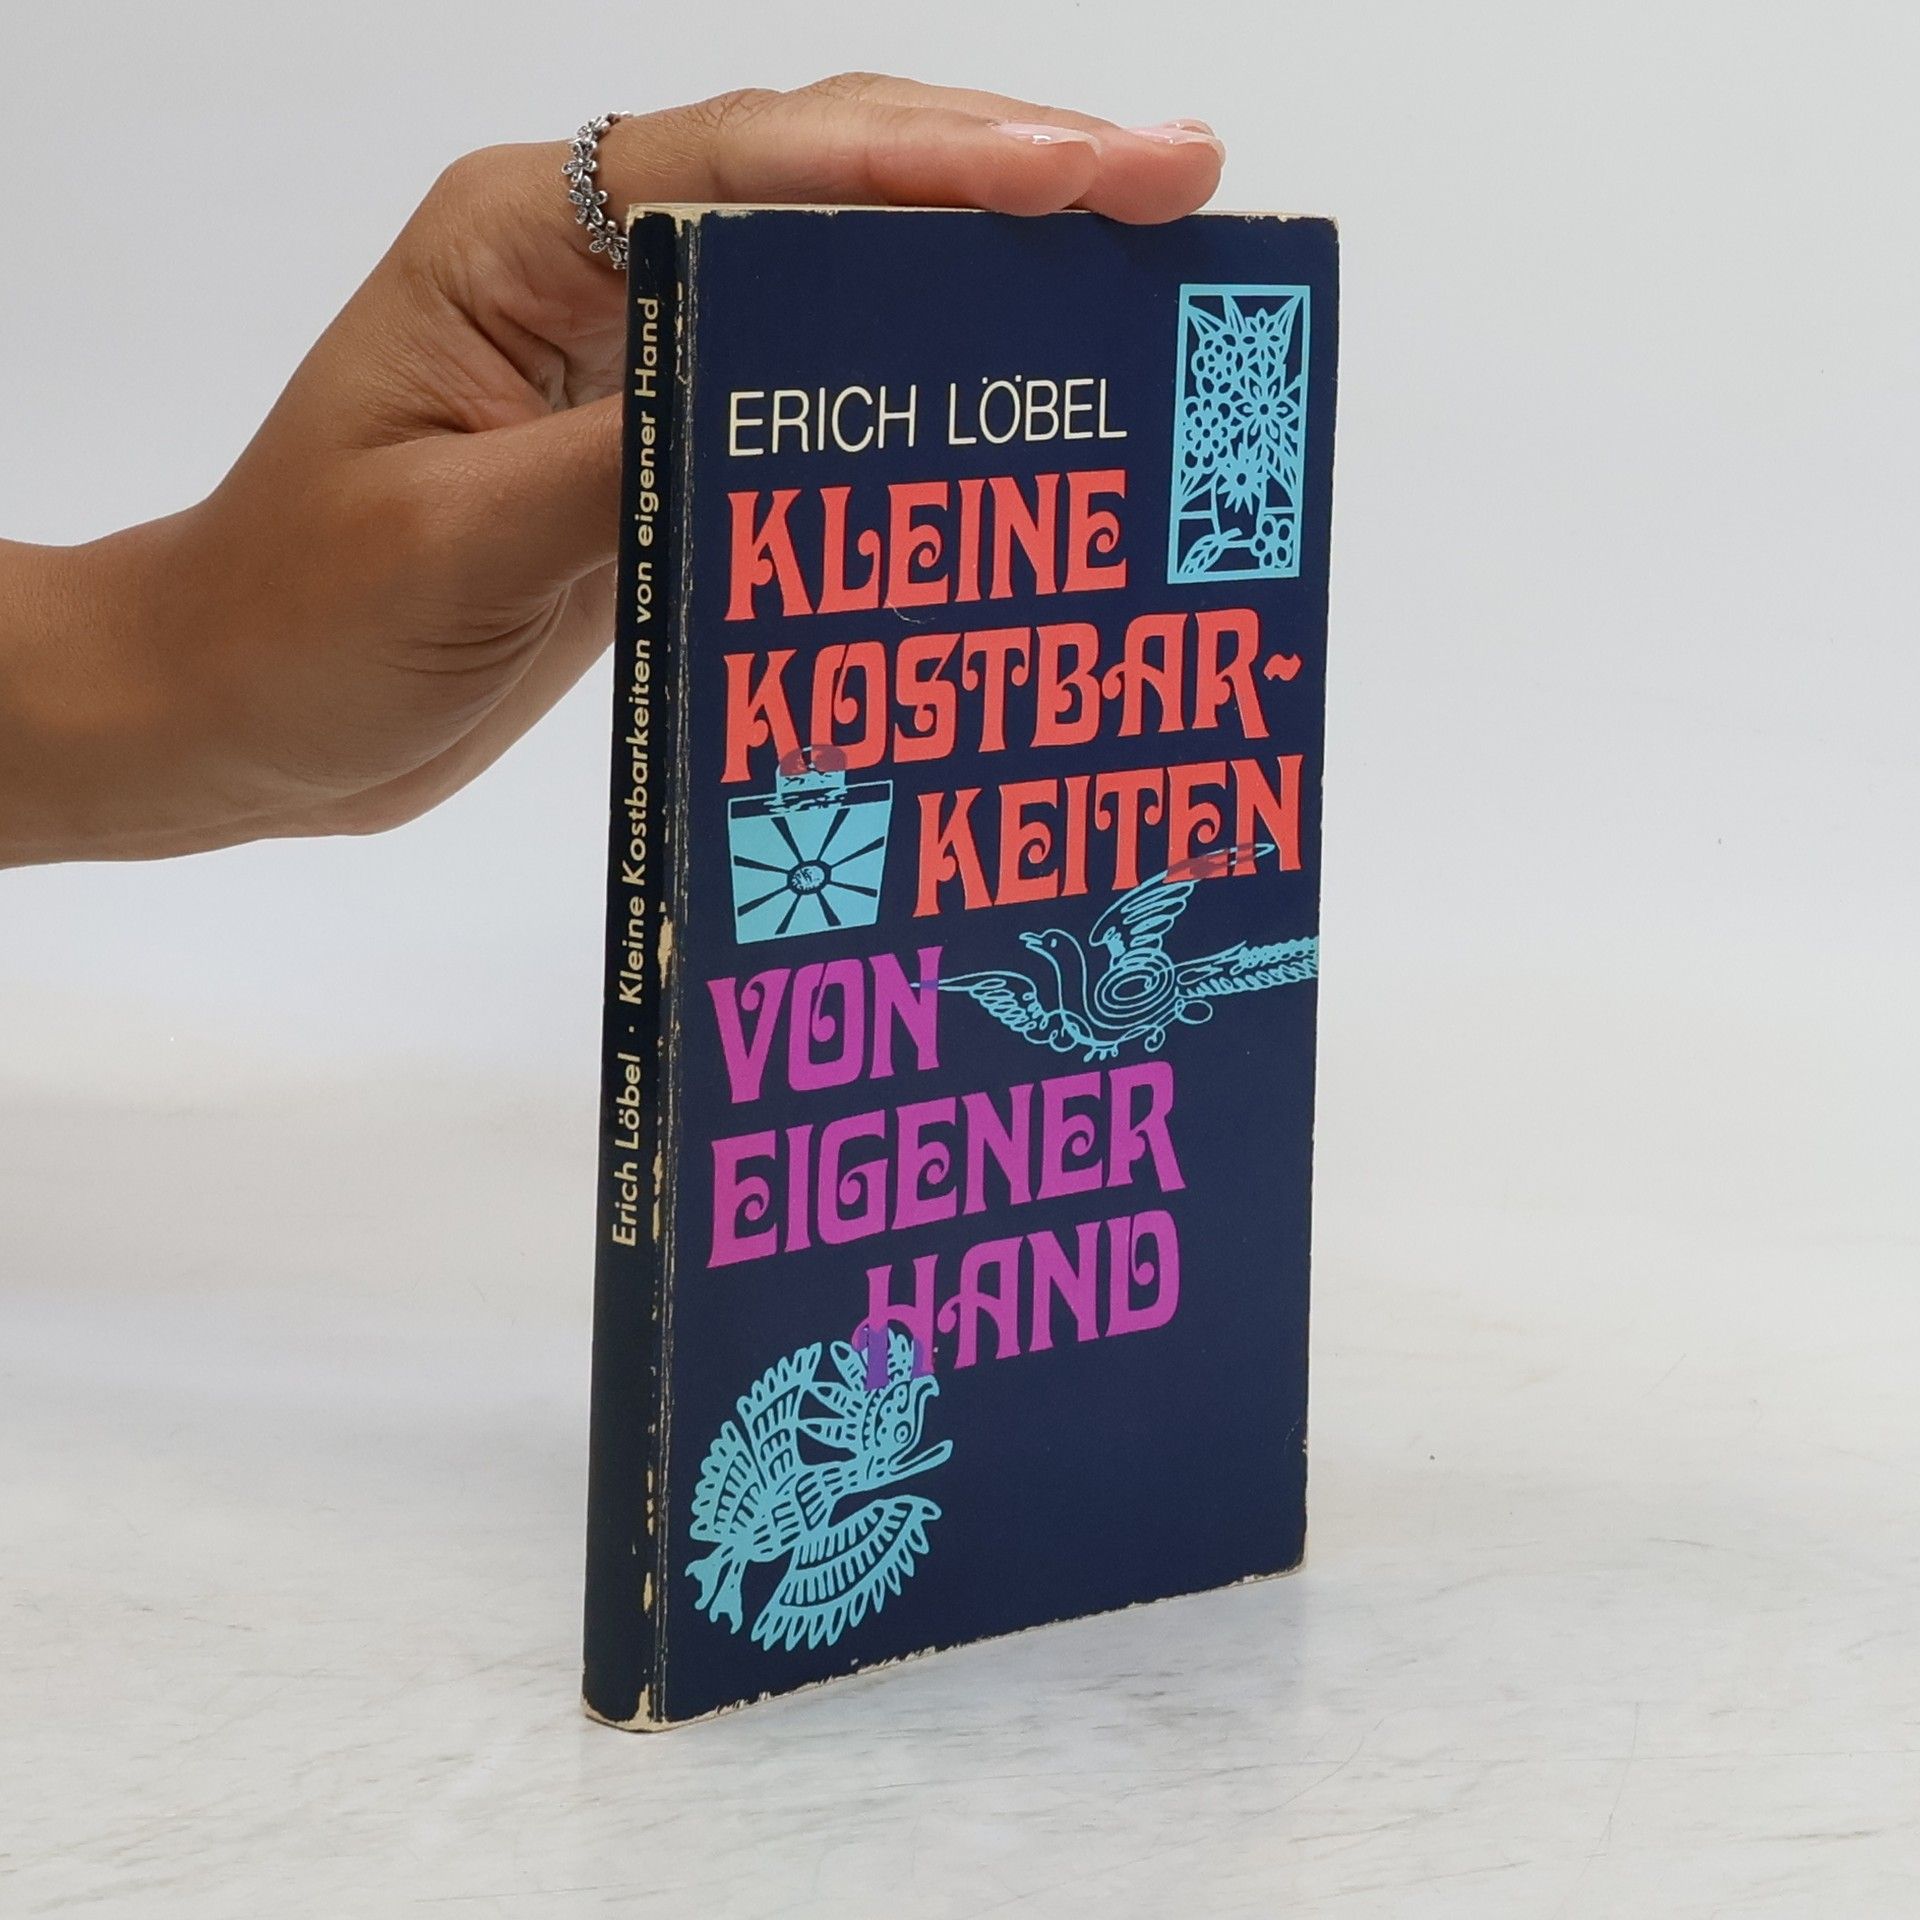 Erich Löbel · Kleine Kostbarkeiten von eigener Hand
ERICH LÖBEL
KLEINE
KOSTBAR-
KEITEN
VON
EIGENER
HAND